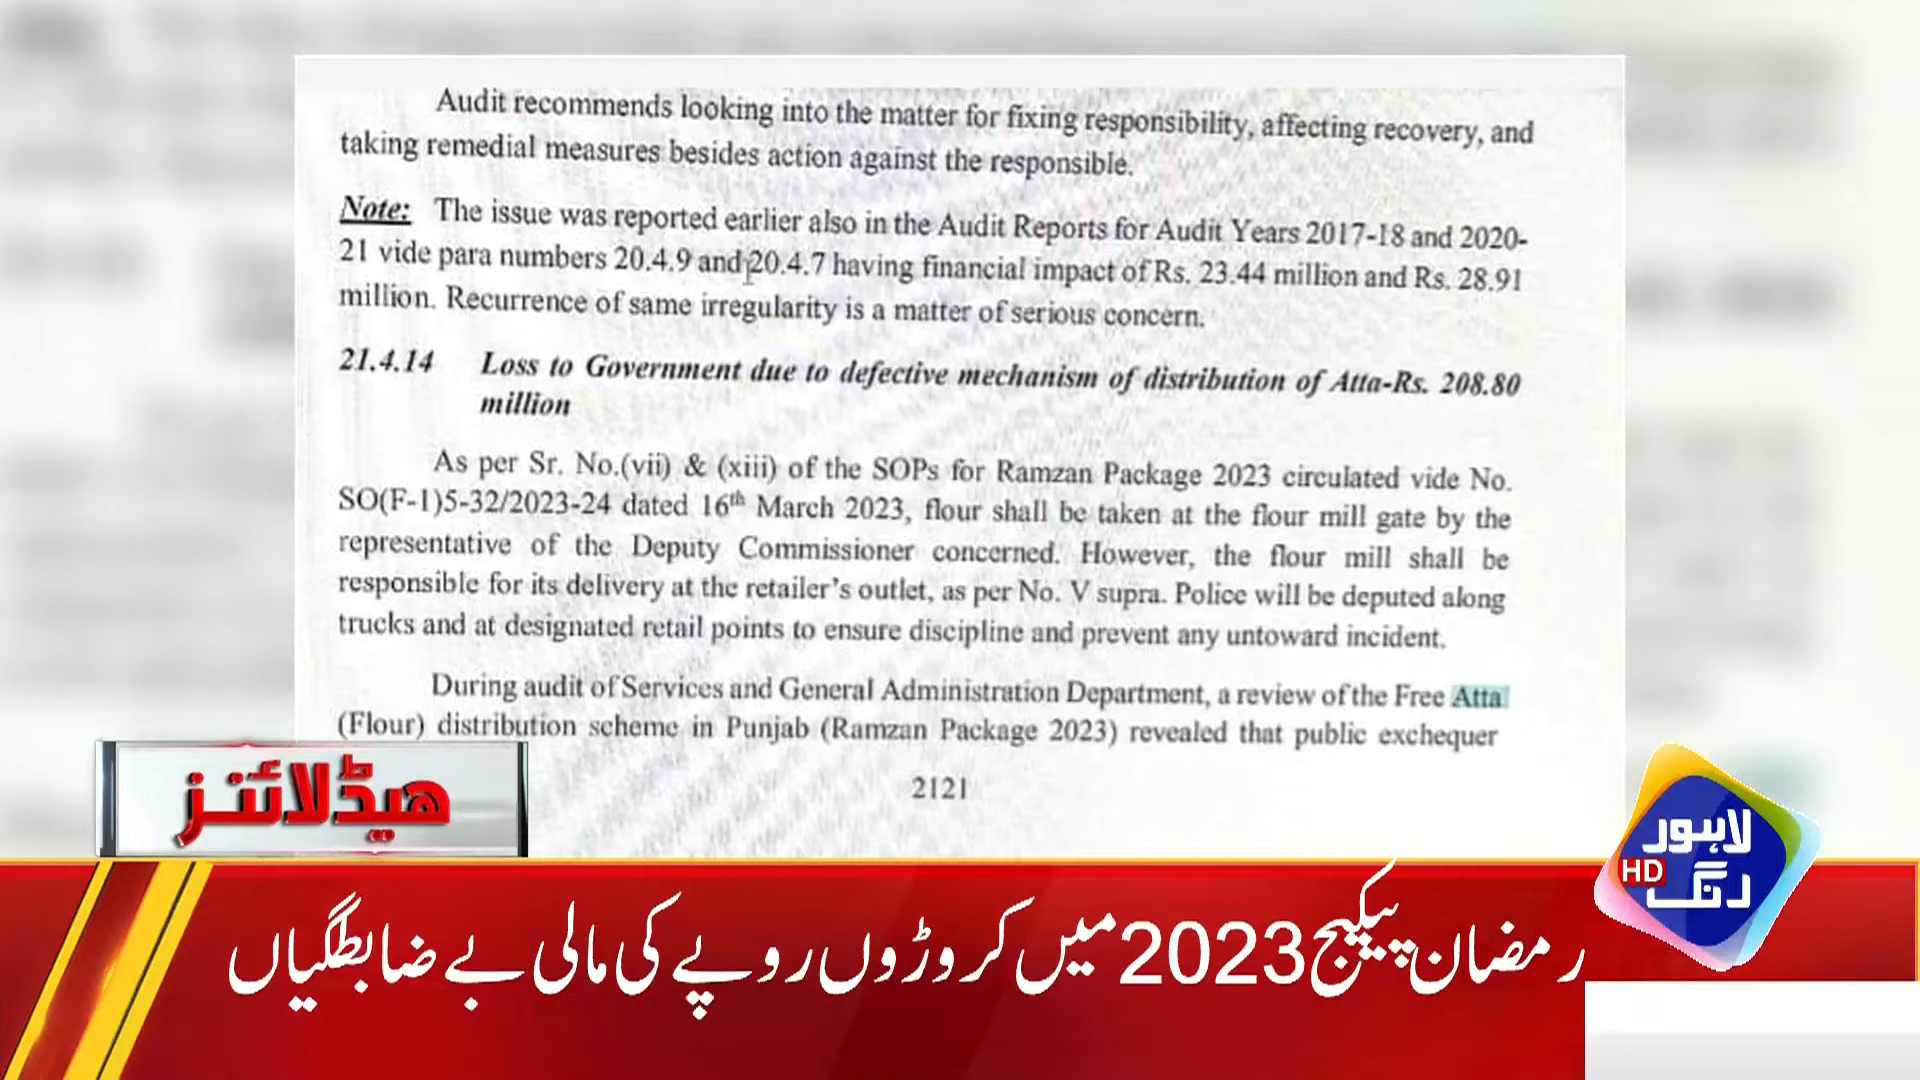 Audit recommends looking into the matter for fixing responsibility, affecting recovery, and
taking remedial measures besides action against the responsible.
Note: The issue was reported earlier also in the Audit Reports for Audit Years 2017-18 and 2020-
21 vide para numbers 20.4.9 and 20.4.7 having financial impact of Rs. 23.44 million and Rs. 28.91
million. Recurrence of same irregularity is a matter of serious concern.
21.4.14 Loss to Government due to defective mechanism of distribution of Atta-Rs. 208.80
million
As per Sr. No.(vii) & (xiii) of the SOPs for Ramzan Package 2023 circulated vide No.
SO(F-1)5-32/2023-24 dated 16th March 2023, flour shall be taken at the flour mill gate by the
representative of the Deputy Commissioner concerned. However, the flour mill shall be
responsible for its delivery at the retailer's outlet, as per No. V supra. Police will be deputed along
trucks and at designated retail points to ensure discipline and prevent any untoward incident.
During audit of Services and General Administration Department, a review of the Free Atta
(Flour) distribution scheme in Punjab (Ramzan Package 2023) revealed that public exchequer
2121
ھیڈلائنز
لاہور
رنگ
HD
رمضان پیکیج 2023 میں کروڑوں روپے کی مالی بے ضابطگیاں